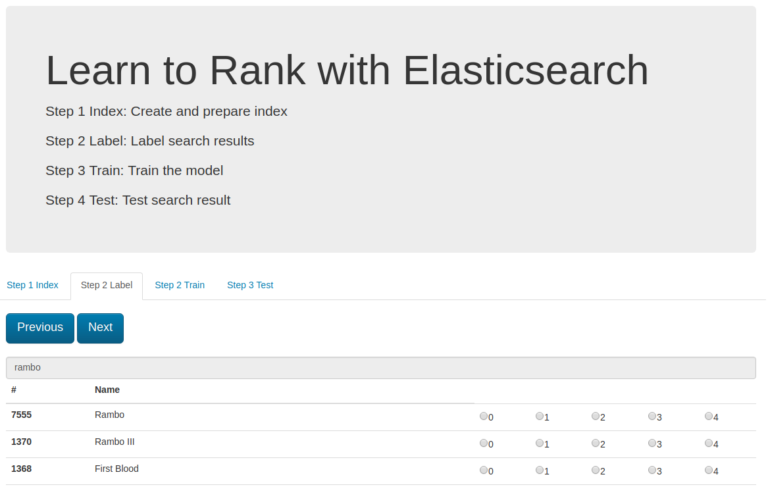 Learn to Rank with Elasticsearch
Step 1 Index: Create and prepare index
Step 2 Label: Label search results
Step 3 Train: Train the model
Step 4 Test: Test search result
Step 1 Index Step 2 Label Step 2 Train Step 3 Test
Previous Next
rambo
# Name
7555 Rambo 0 1 2 3 4
1370 Rambo III 0 1 2 3 4
1368 First Blood 0 1 2 3 4